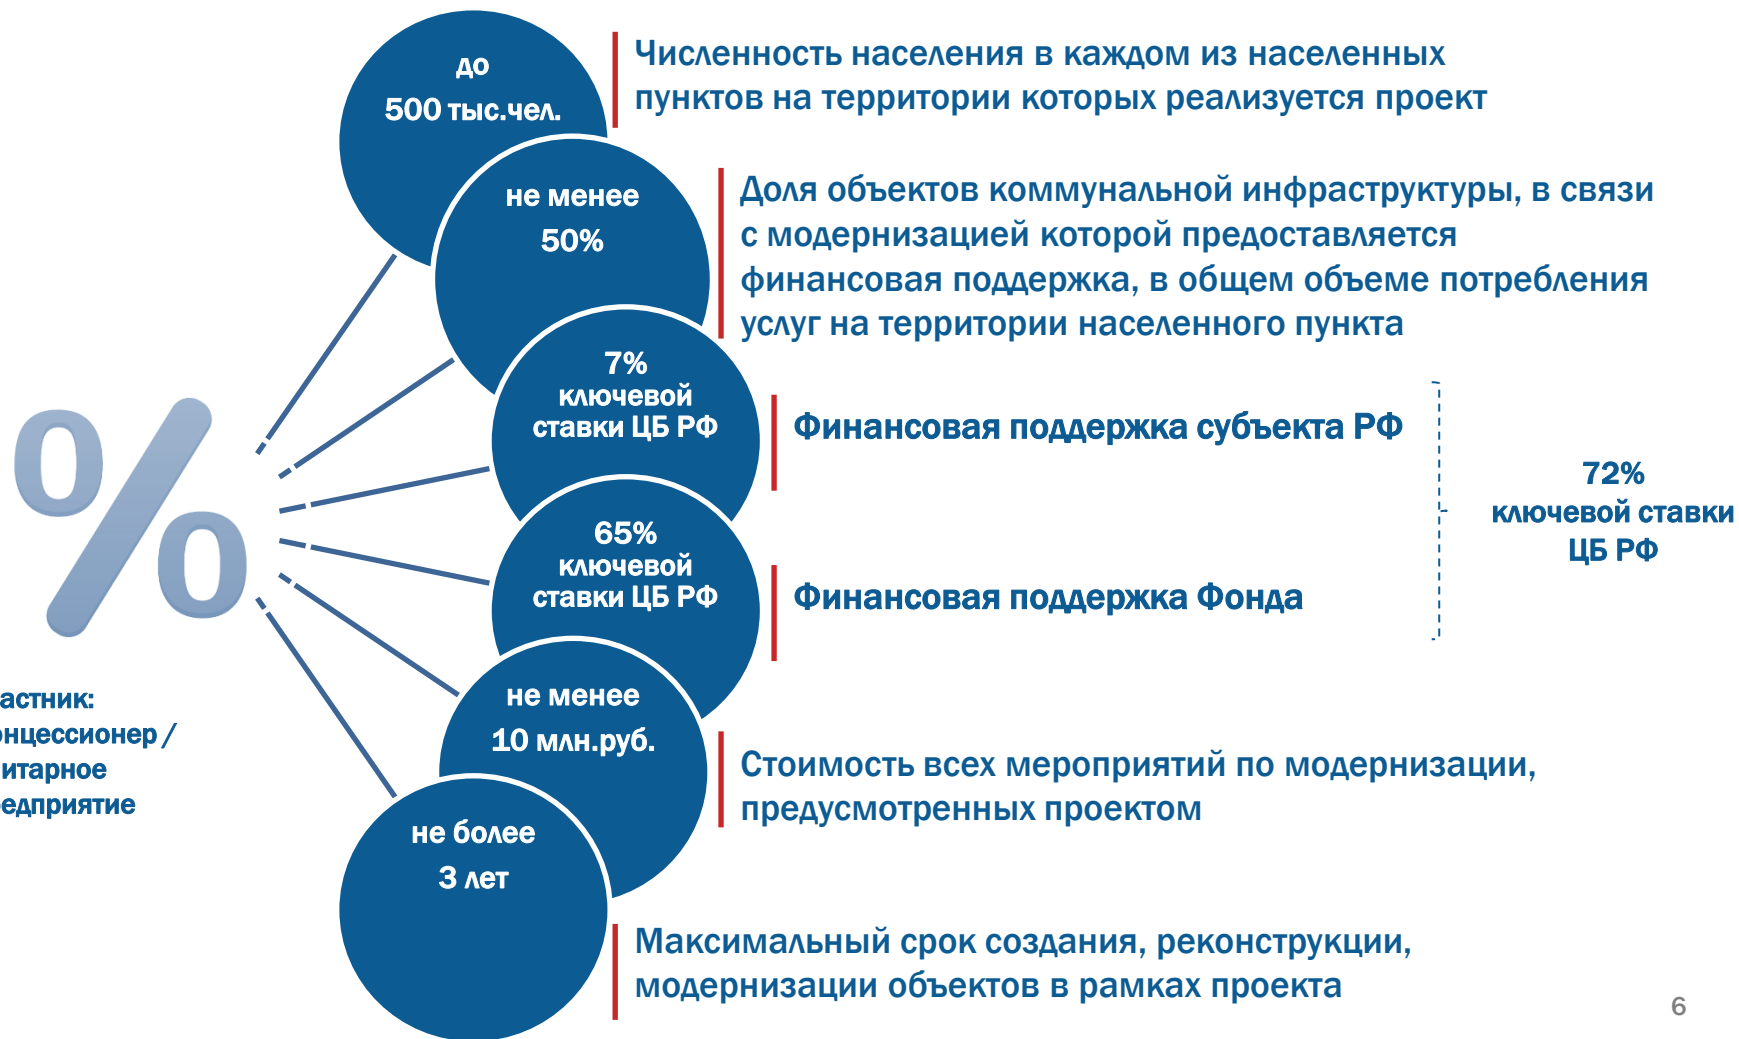 до
500 тыс.чел.
Численность населения в каждом из населенных
пунктов на территории которых реализуется проект
не менее
50%
Доля объектов коммунальной инфраструктуры, в связи
с модернизацией которой предоставляется
финансовая поддержка, в общем объеме потребления
услуг на территории населенного пункта
7%
ключевой
ставки ЦБ РФ
Финансовая поддержка субъекта РФ
65%
ключевой
ставки ЦБ РФ
Финансовая поддержка Фонда
72%
ключевой ставки
ЦБ РФ
%
астник:
онцессионер /
итарное
едприятие
не менее
10 млн.руб.
Стоимость всех мероприятий по модернизации,
предусмотренных проектом
не более
3 лет
Максимальный срок создания, реконструкции,
модернизации объектов в рамках проекта
6